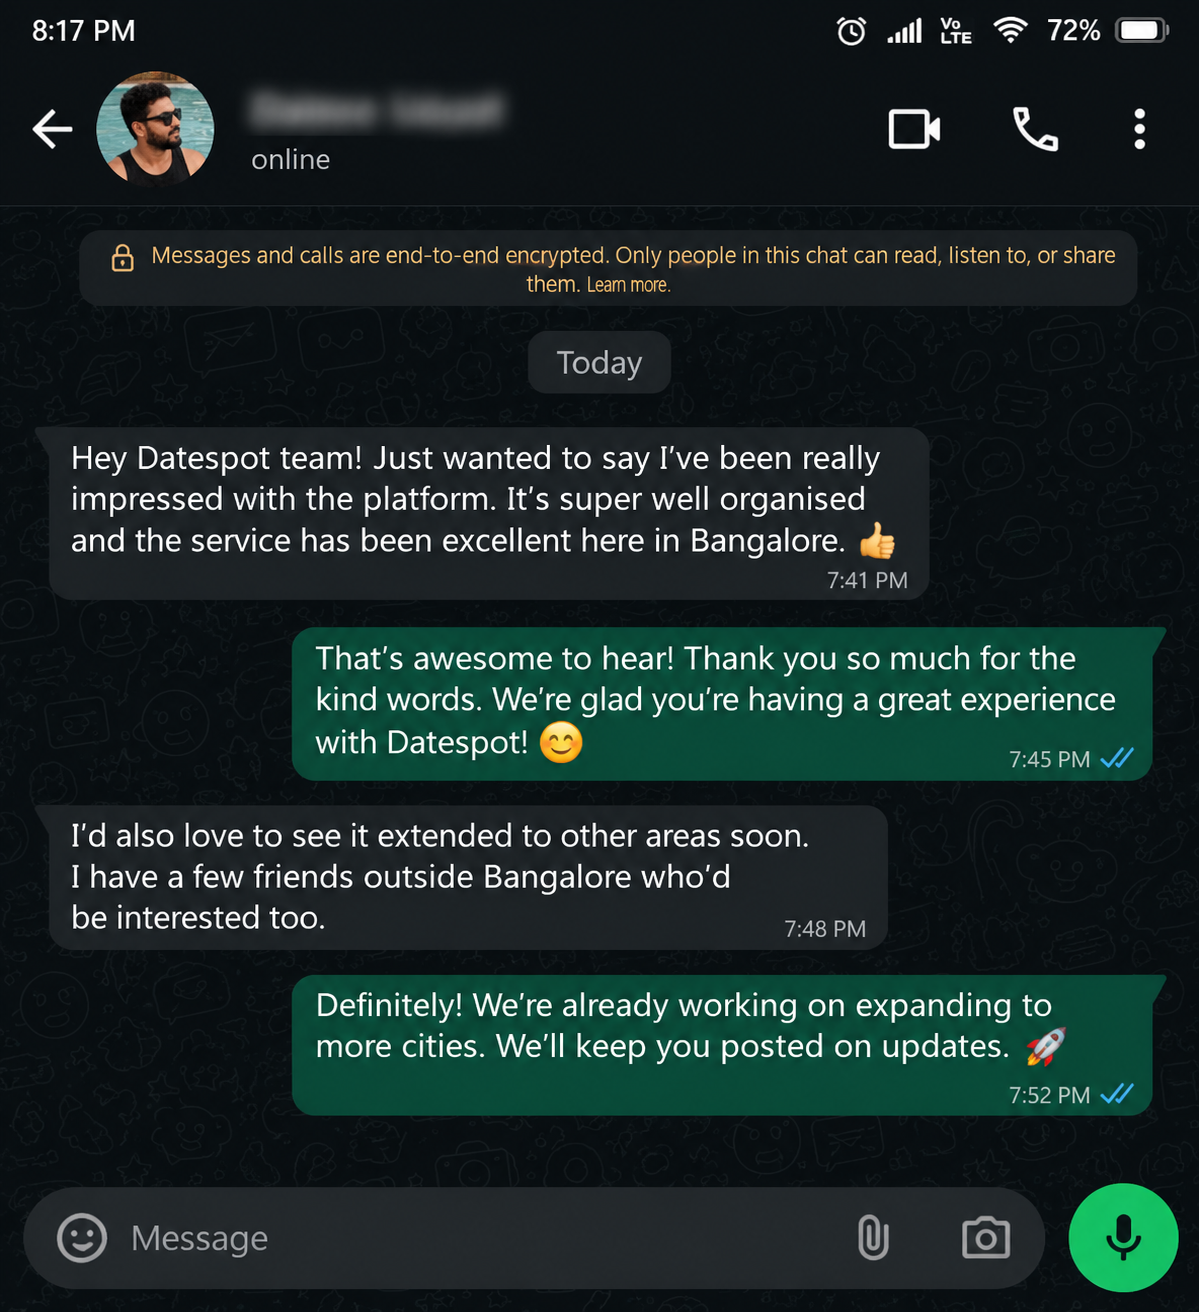 8:17 PM
Vo
LTE
72%
online
Messages and calls are end-to-end encrypted. Only people in this chat can read, listen to, or share
them. Learn more.
Today
Hey Datespot team! Just wanted to say I’ve been really
impressed with the platform. It’s super well organised
and the service has been excellent here in Bangalore. 👍
7:41 PM
That’s awesome to hear! Thank you so much for the
kind words. We’re glad you’re having a great experience
with Datespot! 😊
7:45 PM
I’d also love to see it extended to other areas soon.
I have a few friends outside Bangalore who’d
be interested too.
7:48 PM
Definitely! We’re already working on expanding to
more cities. We’ll keep you posted on updates. 🚀
7:52 PM
Message